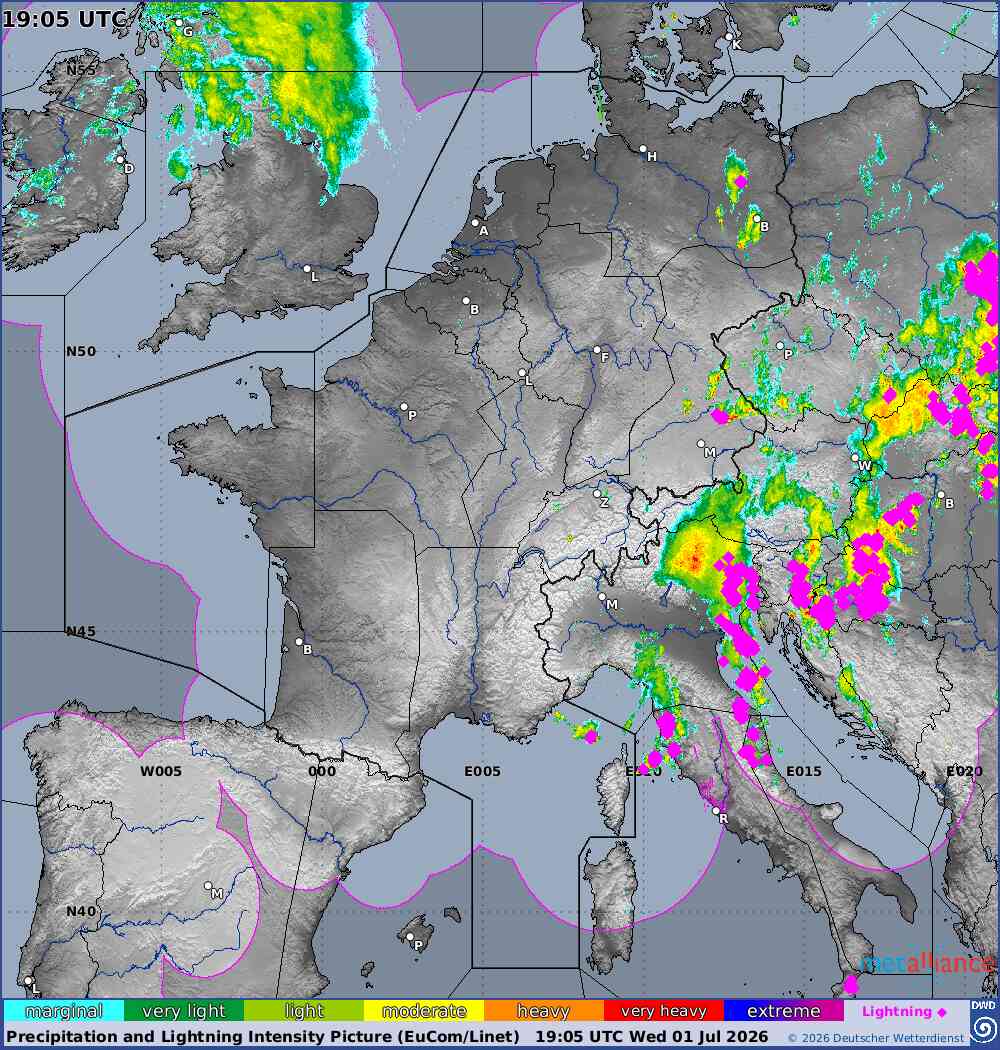 19:05 UTC
G
K
N55
D
H
A
B
L
B
N50
F
P
L
P
M
W
Z
B
M
N45
B
W005
000
E005
E010
E015
E020
R
M
N40
P
L
metalliance
marginal very light light moderate heavy very heavy extreme Lightning
DWD
Precipitation and Lightning Intensity Picture (EuCom/Linet) 19:05 UTC Wed 01 Jul 2026 © 2026 Deutscher Wetterdienst